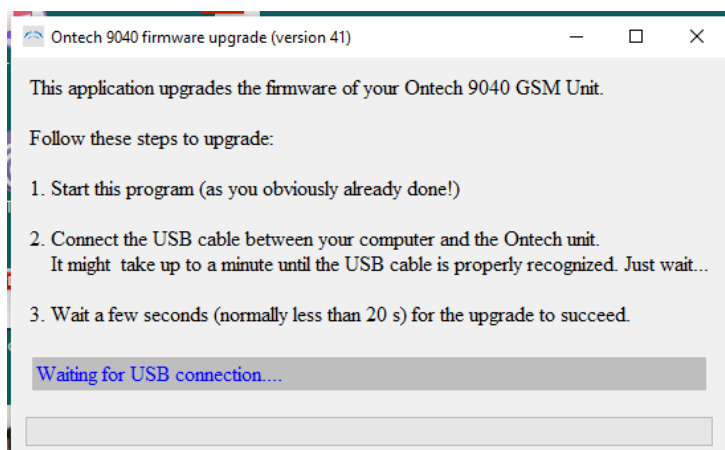 Ontech 9040 firmware upgrade (version 41)
This application upgrades the firmware of your Ontech 9040 GSM Unit.
Follow these steps to upgrade:
1. Start this program (as you obviously already done!)
2. Connect the USB cable between your computer and the Ontech unit.
It might take up to a minute until the USB cable is properly recognized. Just wait...
3. Wait a few seconds (normally less than 20 s) for the upgrade to succeed.
Waiting for USB connection....